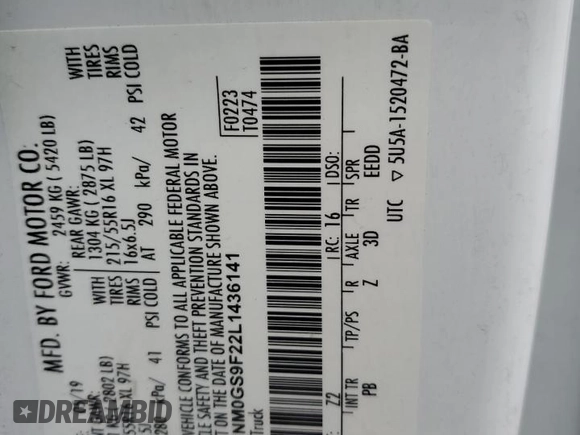 MFD. BY FORD MOTOR CO.
GVWR: 2459 KG ( 5420 LB)
/19
REAR GAWR:
2802 LB)
1304 KG ( 2875 LB)
WITH
215/55R16 XL 97H
WITH
TIRES
TIRES
XL 97H
RIMS
16x6.5J
RIMS
kPa/ 41 PSI COLD
AT 290 kPa/ 42 PSI COLD
VEHICLE CONFORMS TO ALL APPLICABLE FEDERAL MOTOR
SAFETY AND THEFT PREVENTION STANDARDS IN
ON THE DATE OF MANUFACTURE SHOWN ABOVE.
NM0GS9F22L1436141
Truck
F0223
T0474
RC: 16
DSO:
Z2
INT TR
TP/PS
R
AXLE
TR
SPR
PB
Z
3D
EEDD
UTC ▽ 5U5A-1520472-BA
DEALERSHIP.COM